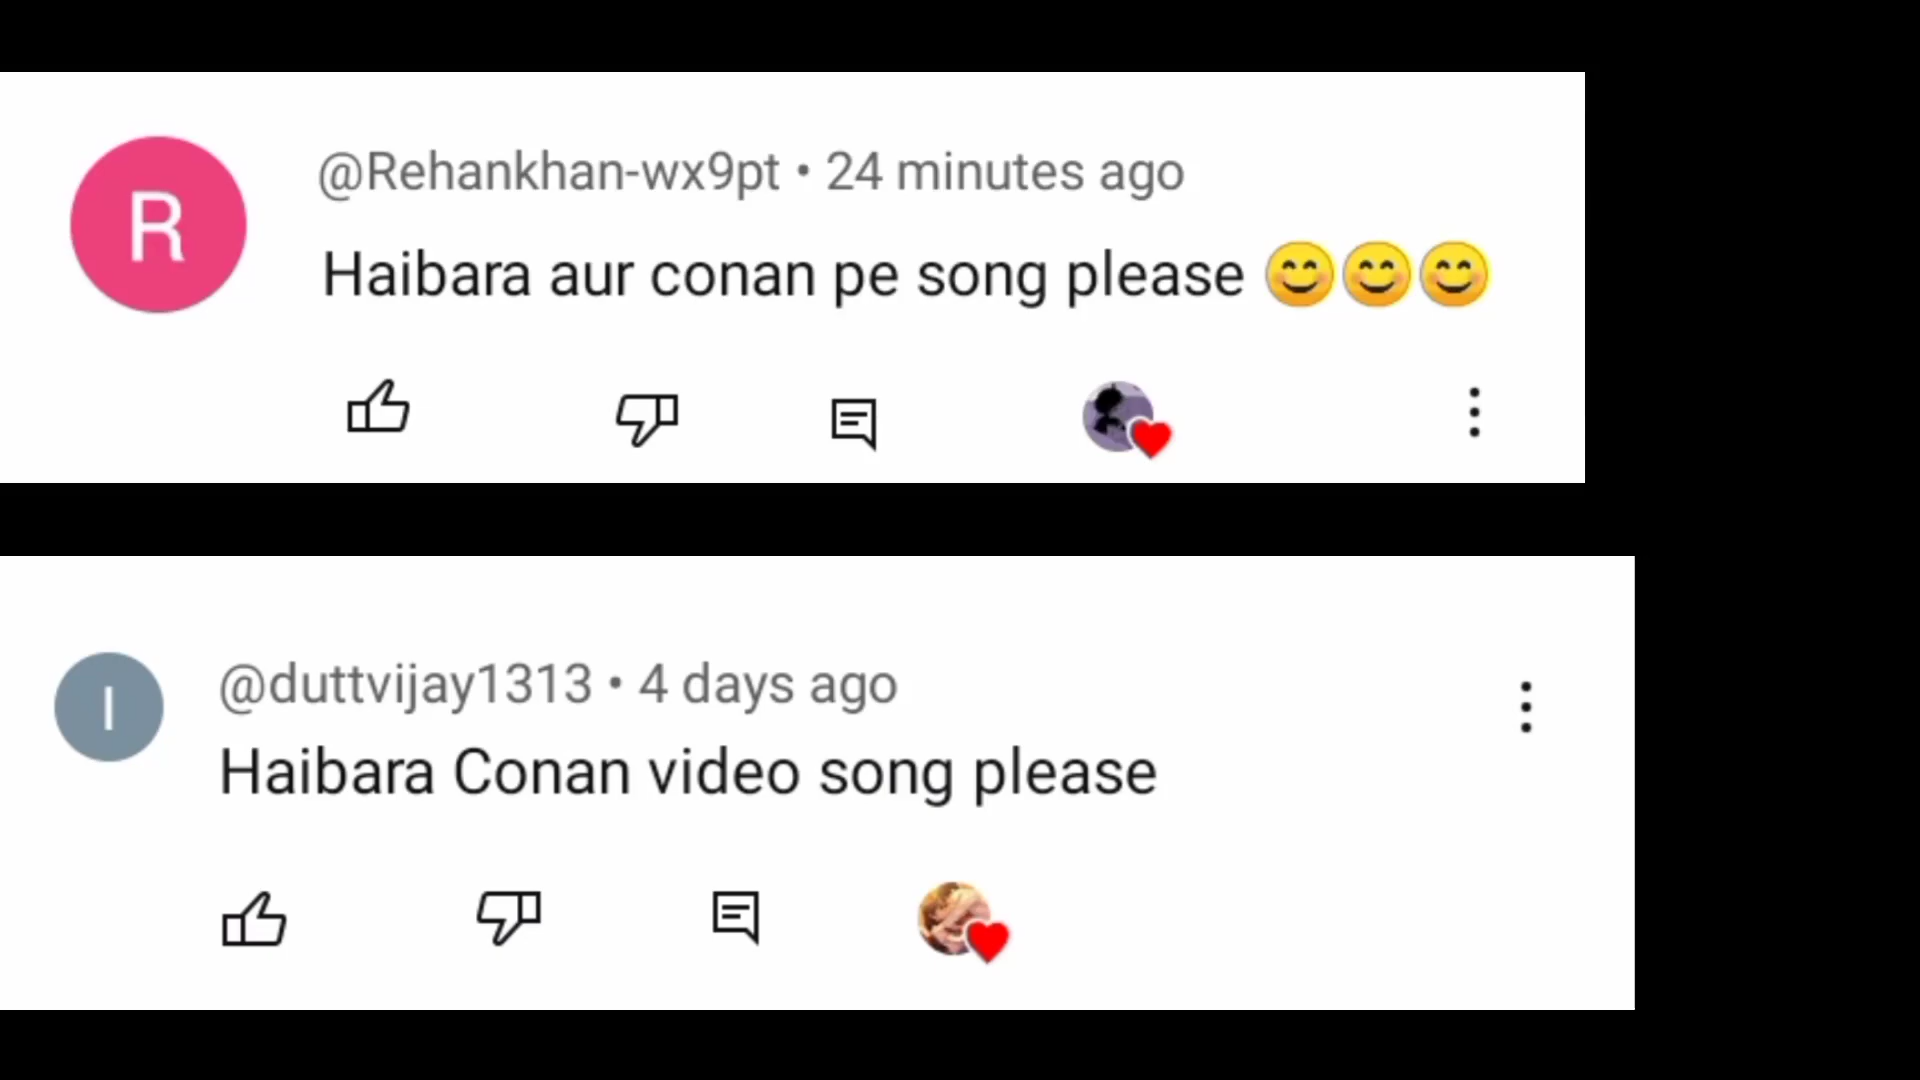 R
@Rehankhan-wx9pt • 24 minutes ago
Haibara aur conan pe song please 😊😊😊
I
@duttvijay1313 • 4 days ago
Haibara Conan video song please